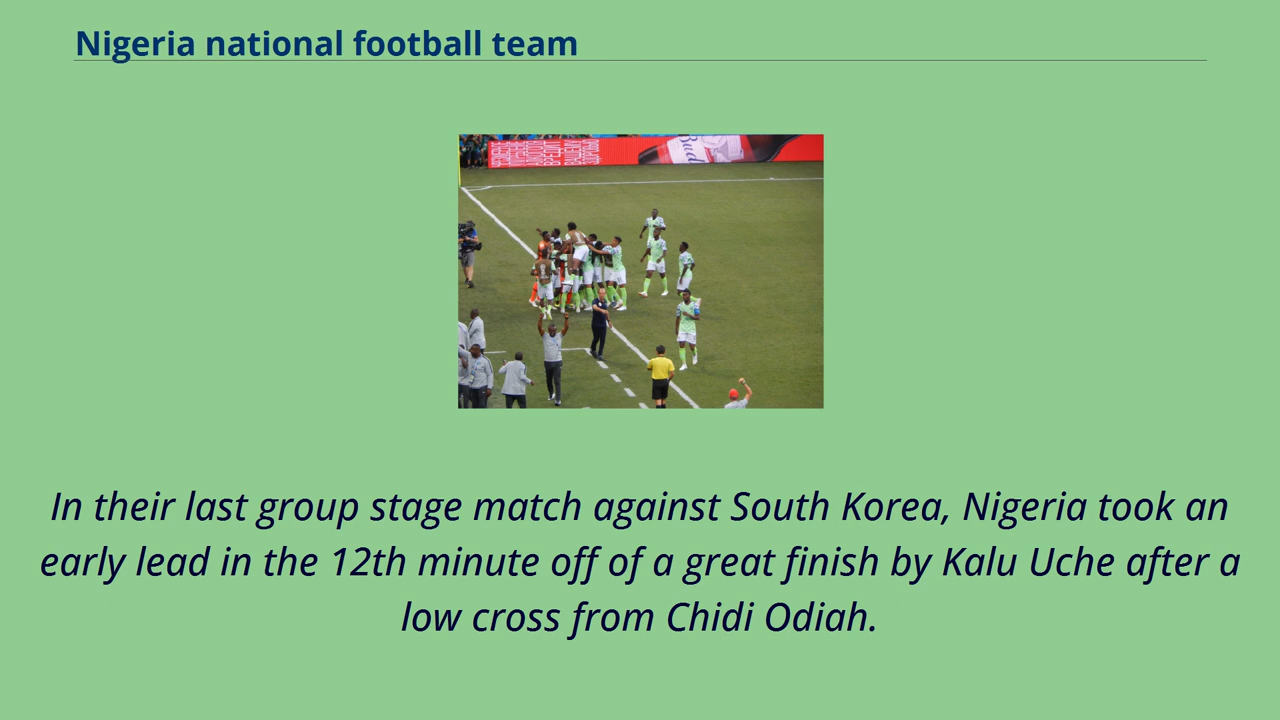 Nigeria national football team
Bud
In their last group stage match against South Korea, Nigeria took an
early lead in the 12th minute off of a great finish by Kalu Uche after a
low cross from Chidi Odiah.